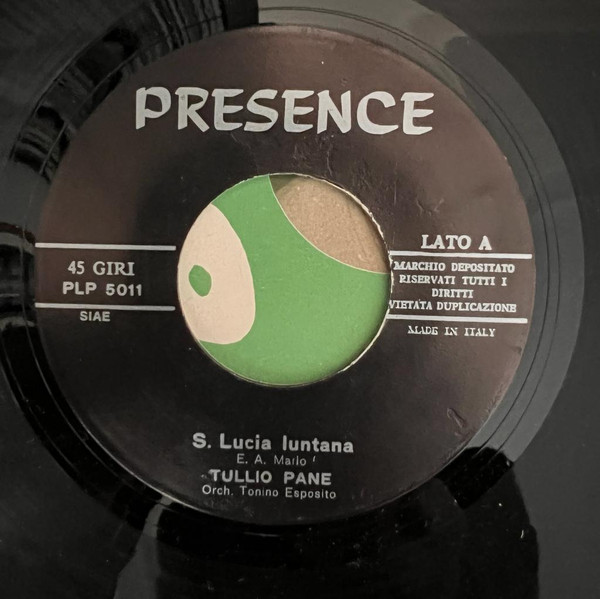 PRESENCE
45 GIRI
PLP 5011
SIAE
LATO A
MARCHIO DEPOSITATO
RISERVATI TUTTI I
DIRITTI
VIETATA DUPLICAZIONE
MADE IN ITALY
S. Lucia luntana
E. A. Mario
TULLIO PANE
Orch. Tonino Esposito